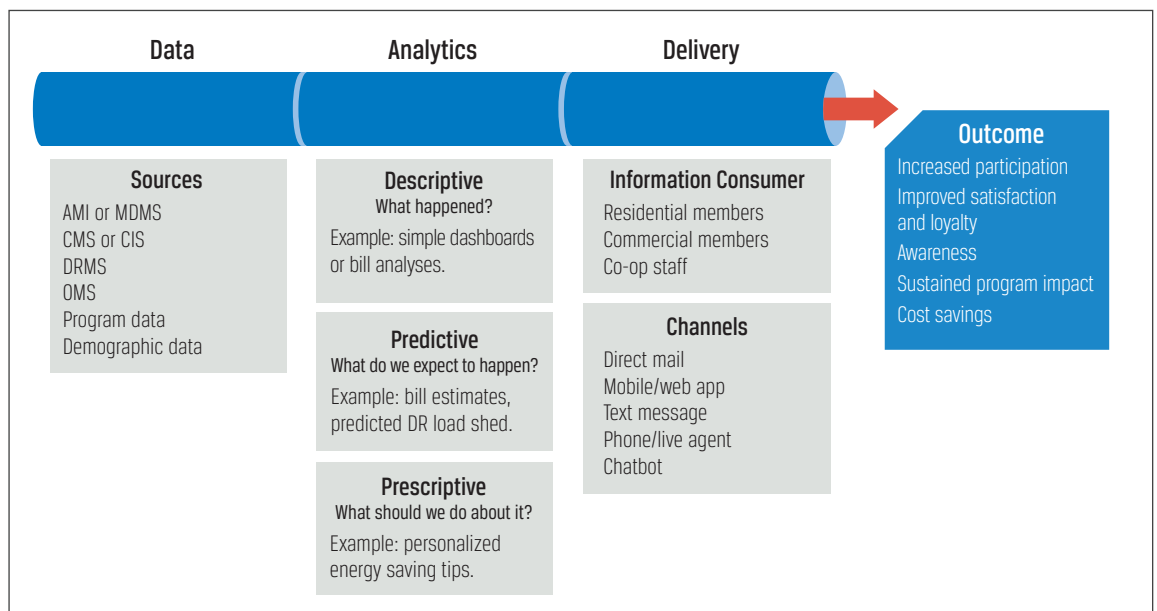 Data
Analytics
Delivery
Sources
AMI or MDMS
CMS or CIS
DRMS
OMS
Program data
Demographic data
Descriptive
What happened?
Example: simple dashboards
or bill analyses.
Predictive
What do we expect to happen?
Example: bill estimates,
predicted DR load shed.
Prescriptive
What should we do about it?
Example: personalized
energy saving tips.
Information Consumer
Residential members
Commercial members
Co-op staff
Channels
Direct mail
Mobile/web app
Text message
Phone/live agent
Chatbot
Outcome
Increased participation
Improved satisfaction
and loyalty
Awareness
Sustained program impact
Cost savings